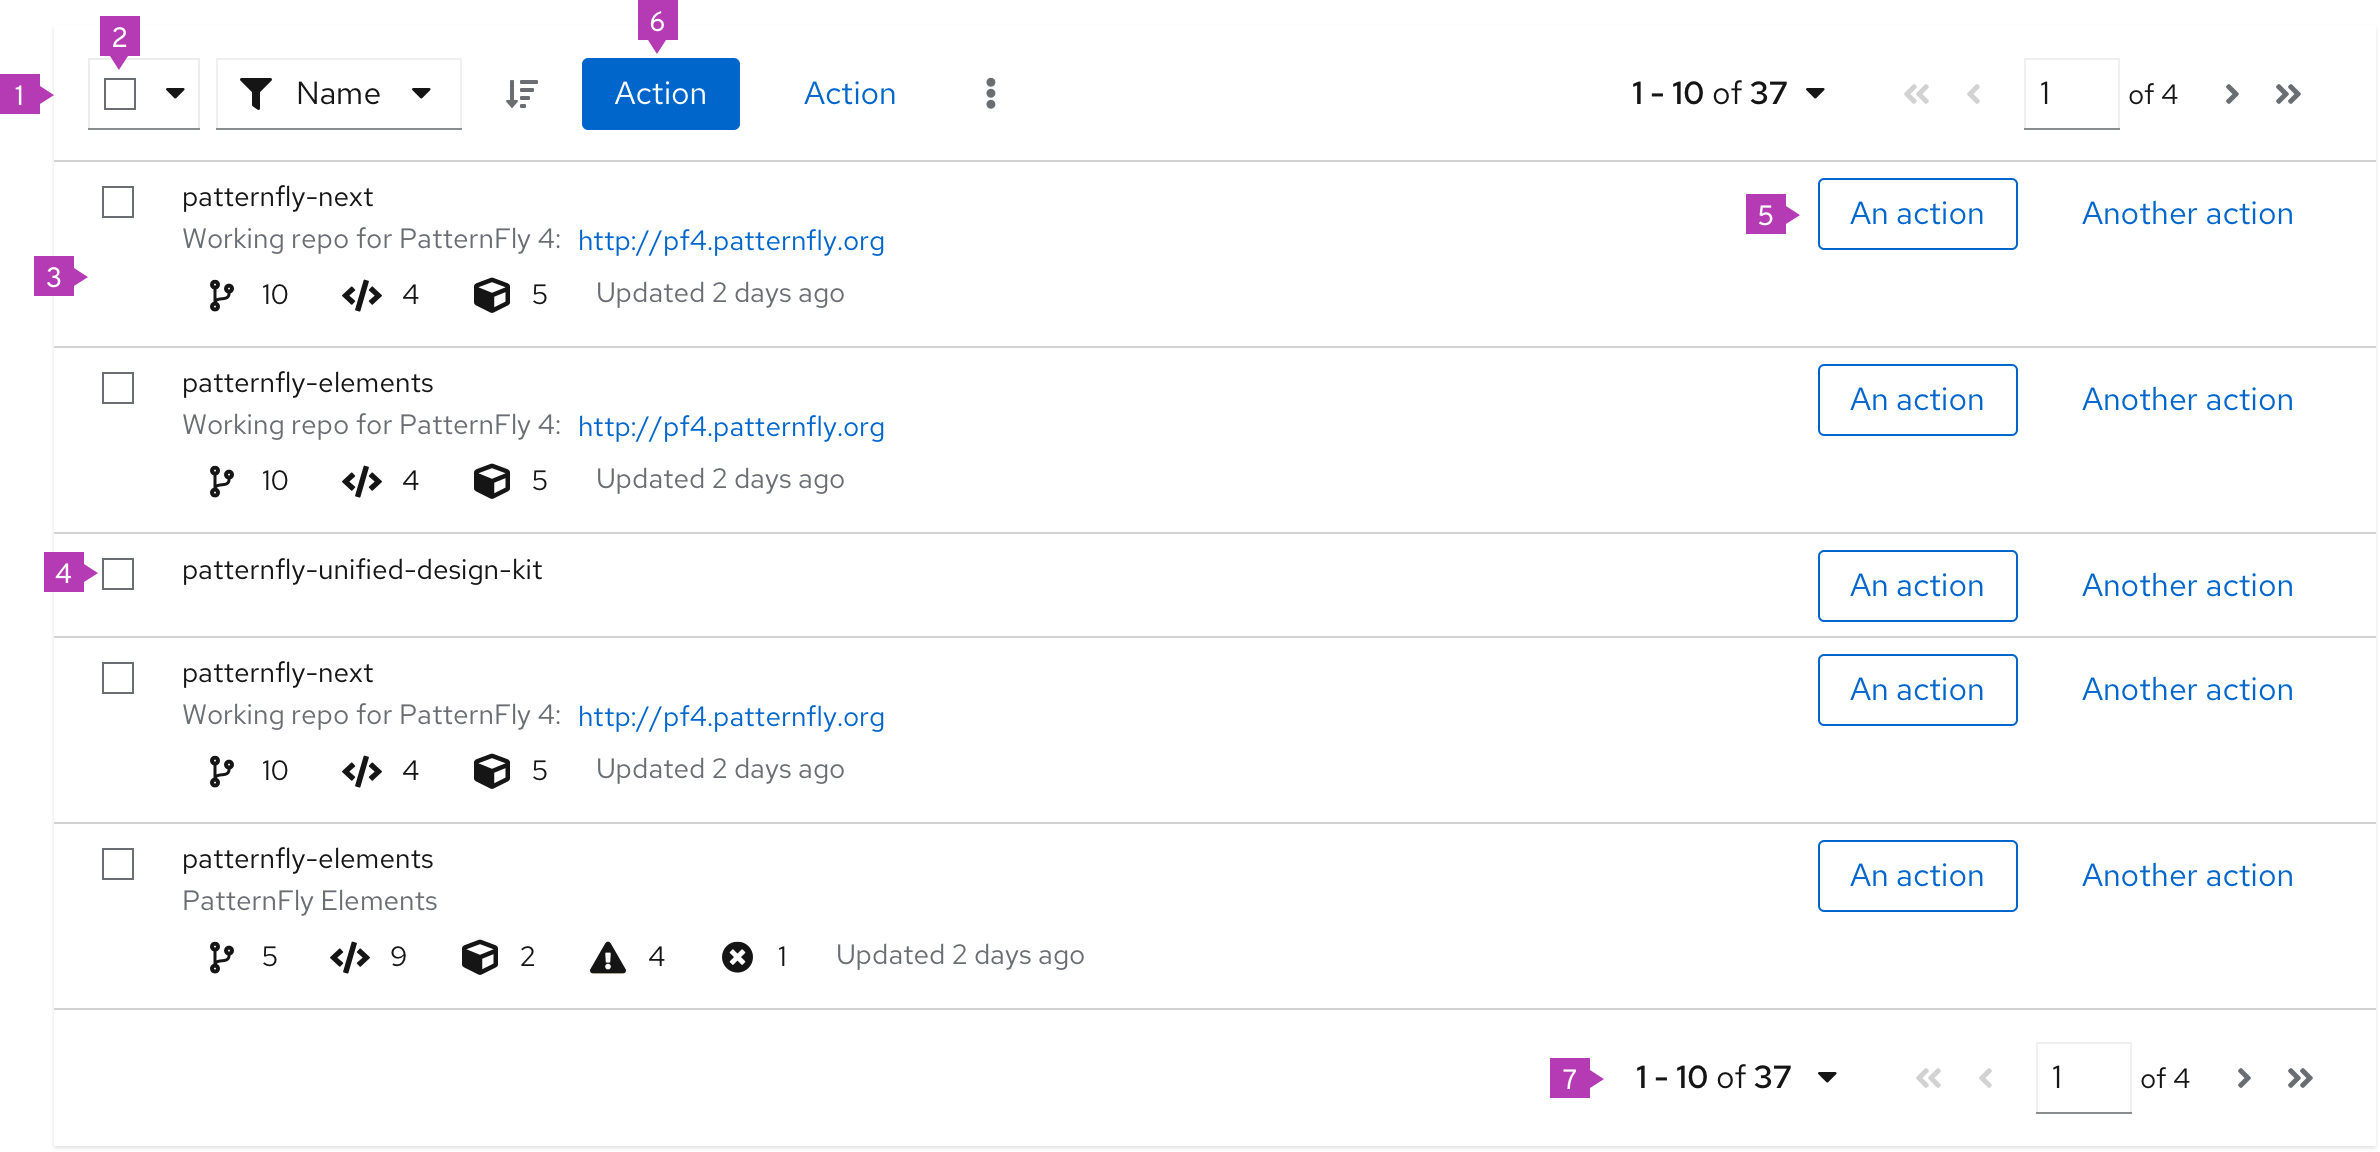 2
6
1
Name
Action
Action
1 - 10 of 37
1
of 4
patternfly-next
5
An action
Another action
Working repo for PatternFly 4: http://pf4.patternfly.org
3
10
4
5
Updated 2 days ago
patternfly-elements
An action
Another action
Working repo for PatternFly 4: http://pf4.patternfly.org
10
4
5
Updated 2 days ago
4
patternfly-unified-design-kit
An action
Another action
patternfly-next
An action
Another action
Working repo for PatternFly 4: http://pf4.patternfly.org
10
4
5
Updated 2 days ago
patternfly-elements
An action
Another action
PatternFly Elements
5
9
2
4
1
Updated 2 days ago
7
1 - 10 of 37
1
of 4